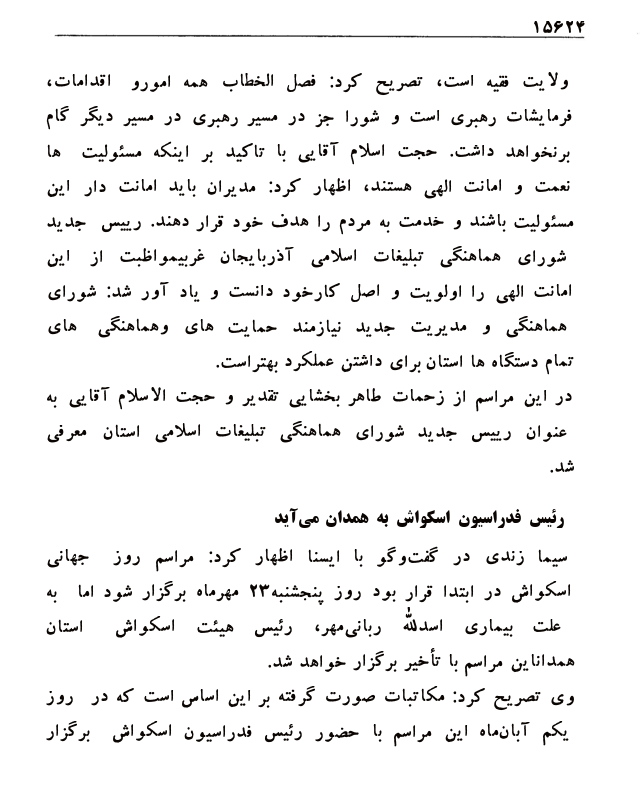 ۱۵۶۲۴
ولایت فقیه است، تصریح کرد: فصل الخطاب همه امورو اقدامات،
فرمایشات رهبری است و شورا جز در مسیر رهبری در مسیر دیگر گام
برنخواهد داشت. حجت اسلام آقایی با تاکید بر اینکه مسئولیت ها
نعمت و امانت الهی هستند، اظهار کرد: مدیران باید امانت دار این
مسئولیت باشند و خدمت به مردم را هدف خود قرار دهند. رییس جدید
شورای هماهنگی تبلیغات اسلامی آذربایجان غربیمواظبت از این
امانت الهی را اولویت و اصل کارخود دانست و یاد آور شد: شورای
هماهنگی و مدیریت جدید نیازمند حمایت های وهماهنگی های
تمام دستگاه ها استان برای داشتن عملکرد بهتراست.
در این مراسم از زحمات طاهر بخشایی تقدیر و حجت الاسلام آقایی به
عنوان رییس جدید شورای هماهنگی تبلیغات اسلامی استان معرفی
شد.
رئیس فدراسیون اسکواش به همدان می‌آید
سیما زندی در گفت‌وگو با ایسنا اظهار کرد: مراسم روز جهانی
اسکواش در ابتدا قرار بود روز پنجشنبه۲۳ مهرماه برگزار شود اما به
علت بیماری اسدالله ربانی‌مهر، رئیس هیئت اسکواش استان
همداناین مراسم با تأخیر برگزار خواهد شد.
وی تصریح کرد: مکاتبات صورت گرفته بر این اساس است که در روز
یکم آبان‌ماه این مراسم با حضور رئیس فدراسیون اسکواش برگزار